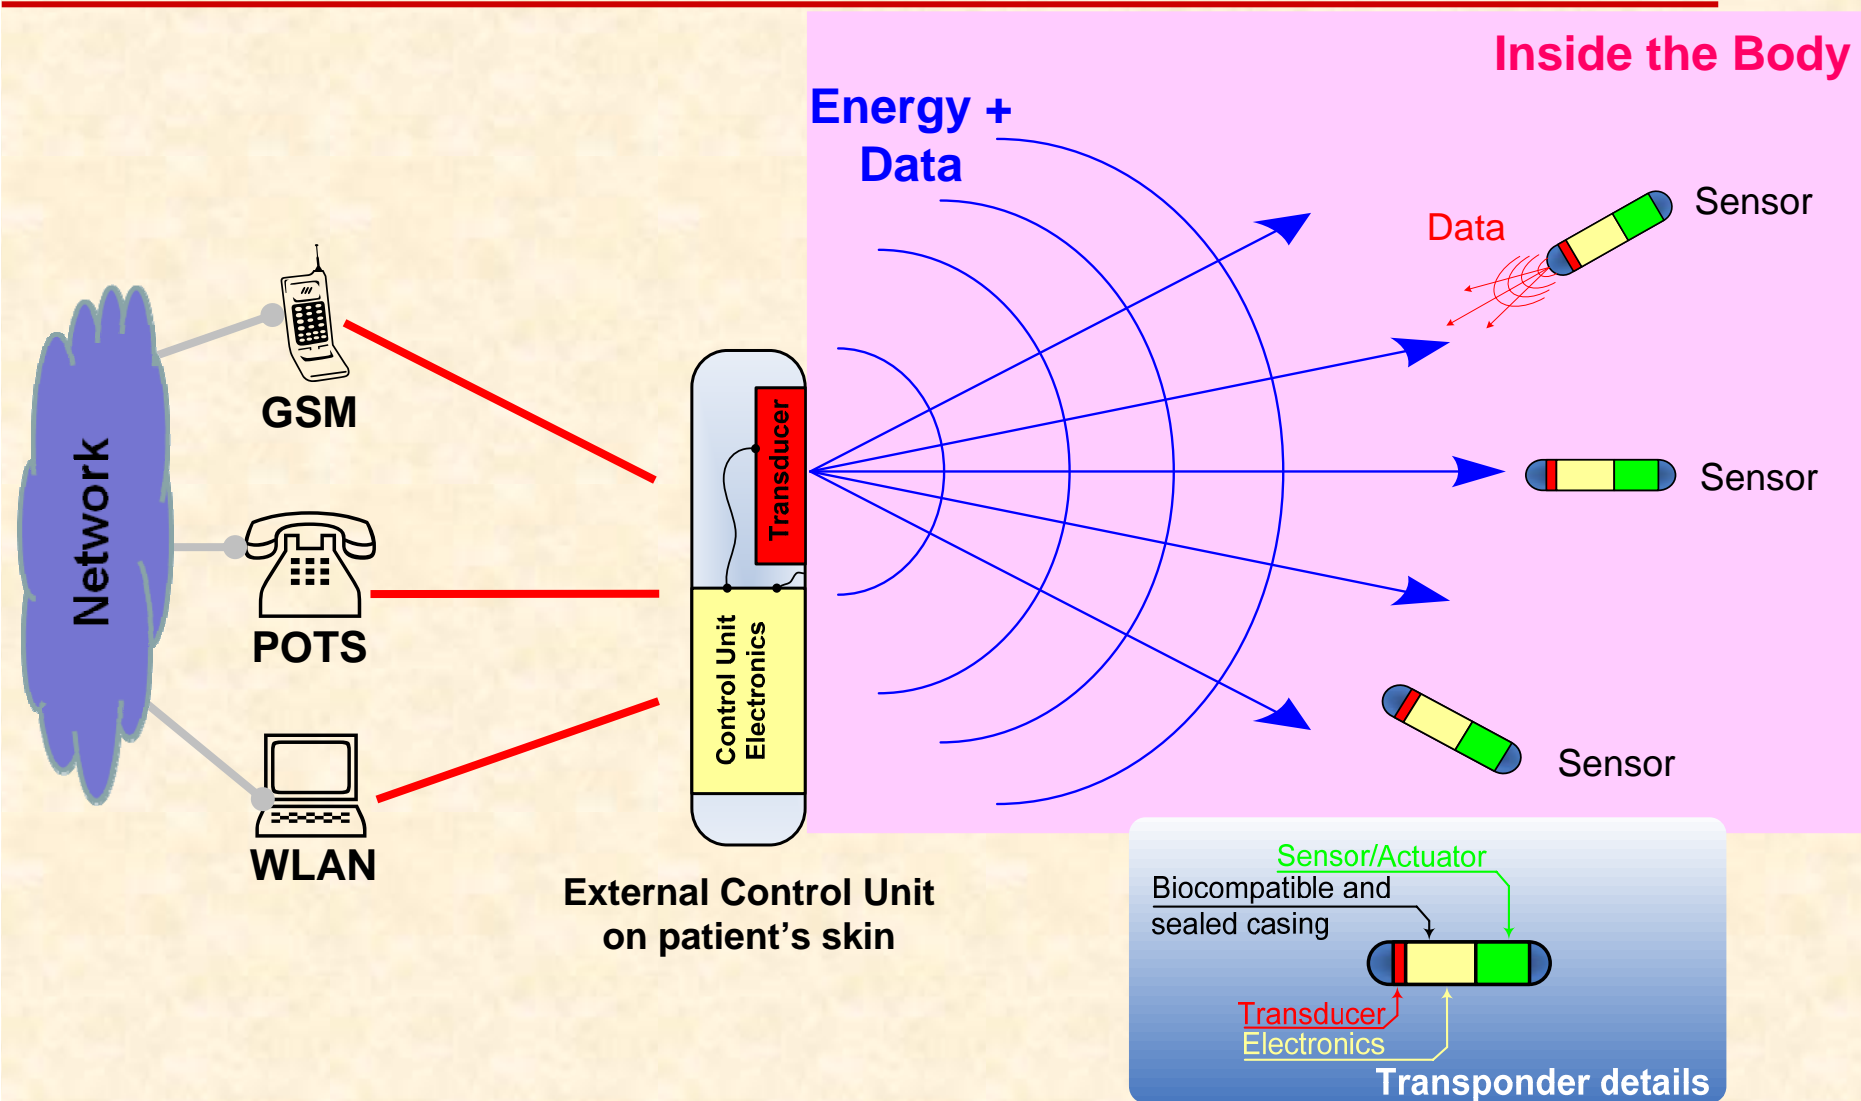 Inside the Body
Energy +
Data
Sensor
Data
GSM
Network
Transducer
Sensor
POTS
Control Unit
Electronics
Sensor
WLAN
External Control Unit
on patient’s skin
Sensor/Actuator
Biocompatible and
sealed casing
Transducer
Electronics
Transponder details